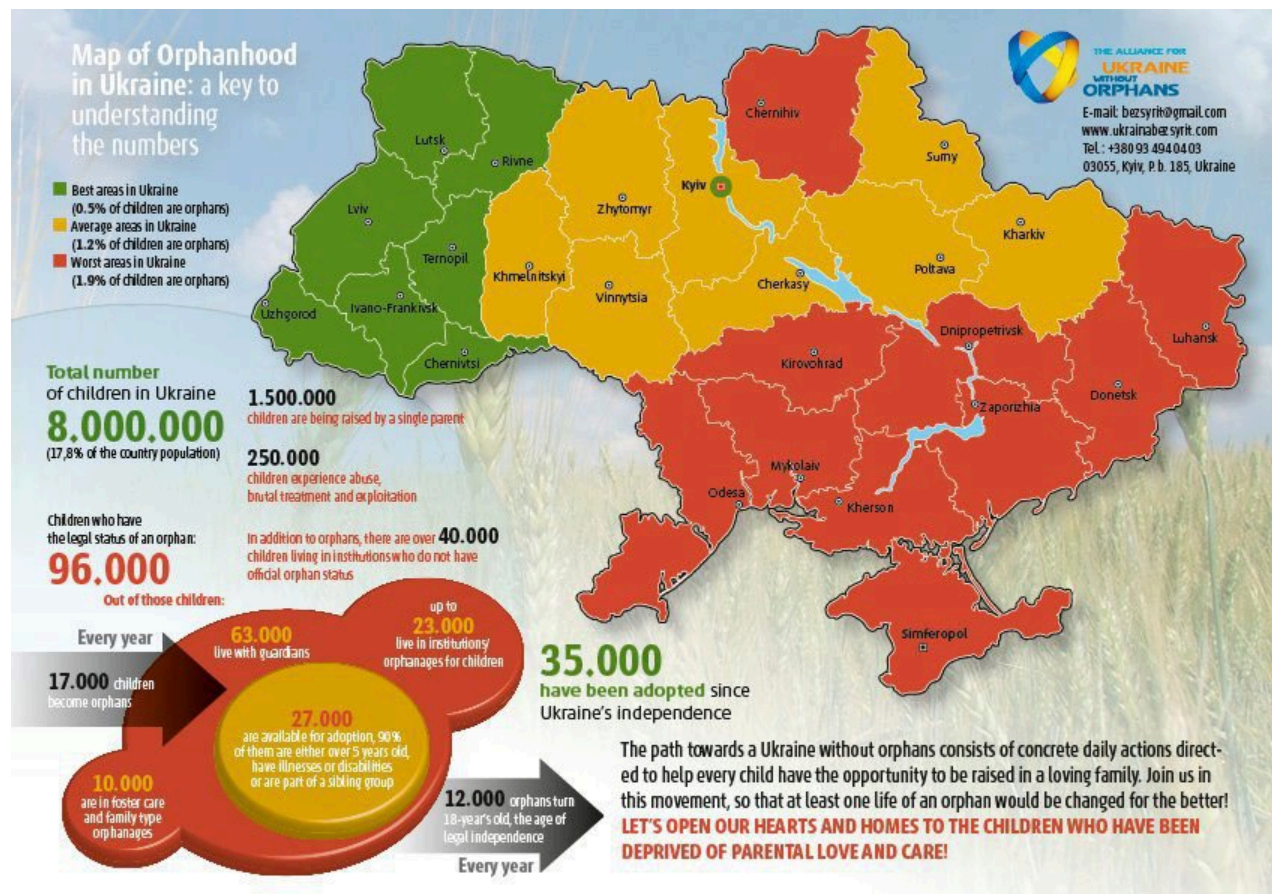 Map of Orphanhood
in Ukraine: a key to
understanding
the numbers
Best areas in Ukraine
(0.5% of children are orphans)
Average areas in Ukraine
(1.2% of children are orphans)
Worst areas in Ukraine
(1.9% of children are orphans)
THE ALLIANCE FOR
UKRAINE
WITHOUT
ORPHANS
E-mail: bezsyrit@gmail.com
www.ukrainabezsyrit.com
Tel.: +380 93 494 04 03
03055, Kyiv, P.b. 185, Ukraine
Chernihiv
Lutsk
Rivne
Sumy
Kyiv
Zhytomyr
Lviv
Kharkiv
Ternopil
Khmelnitskyi
Poltava
Vinnytsia
Cherkasy
Uzhgorod
Ivano-Frankivsk
Chernivtsi
Dnipropetrivsk
Luhansk
Kirovohrad
Donetsk
Zaporizhia
Mykolaiv
Odesa
Kherson
Simferopol
Total number
of children in Ukraine
8.000.000
(17,8% of the country population)
1.500.000
children are being raised by a single parent
250.000
children experience abuse,
brutal treatment and exploitation
Children who have
the legal status of an orphan:
96.000
Out of those children:
In addition to orphans, there are over 40.000
children living in institutions who do not have
official orphan status
Every year
17.000 children
become orphans
63.000
live with guardians
up to
23.000
live in institutions/
orphanages for children
27.000
are available for adoption, 90%
of them are either over 5 years old,
have illnesses or disabilities
or are part of a sibling group
10.000
are in foster care
and family type
orphanages
12.000 orphans turn
18-year's old, the age of
legal independence
Every year
35.000
have been adopted since
Ukraine's independence
The path towards a Ukraine without orphans consists of concrete daily actions direct-
ed to help every child have the opportunity to be raised in a loving family. Join us in
this movement, so that at least one life of an orphan would be changed for the better!
LET'S OPEN OUR HEARTS AND HOMES TO THE CHILDREN WHO HAVE BEEN
DEPRIVED OF PARENTAL LOVE AND CARE!